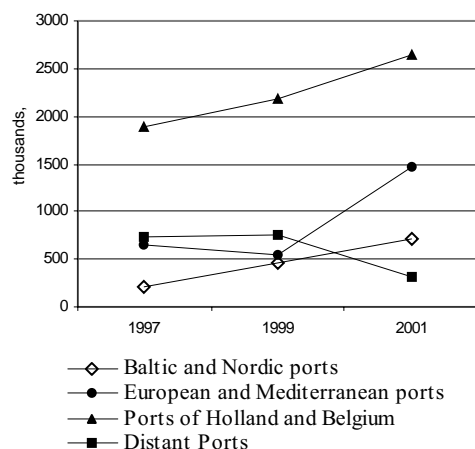 3000
2500
2000
1500
1000
500
0
thousands,
1997 1999 2001
Baltic and Nordic ports
European and Mediterranean ports
Ports of Holland and Belgium
Distant Ports